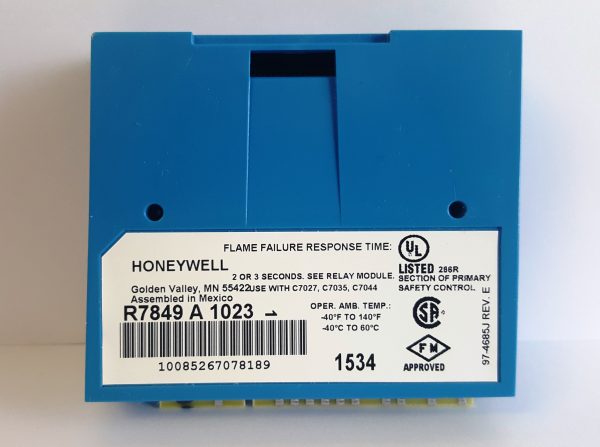 FLAME FAILURE RESPONSE TIME:
HONEYWELL
2 OR 3 SECONDS. SEE RELAY MODULE.
Golden Valley, MN 55422
USE WITH C7027, C7035, C7044
Assembled in Mexico
R7849 A 1023
OPER. AMB. TEMP.:
-40°F TO 140°F
-40°C TO 60°C
10085267078189
1534
UL
LISTED 286R
SECTION OF PRIMARY
SAFETY CONTROL.
SA
FM
APPROVED
97-4685J REV. E